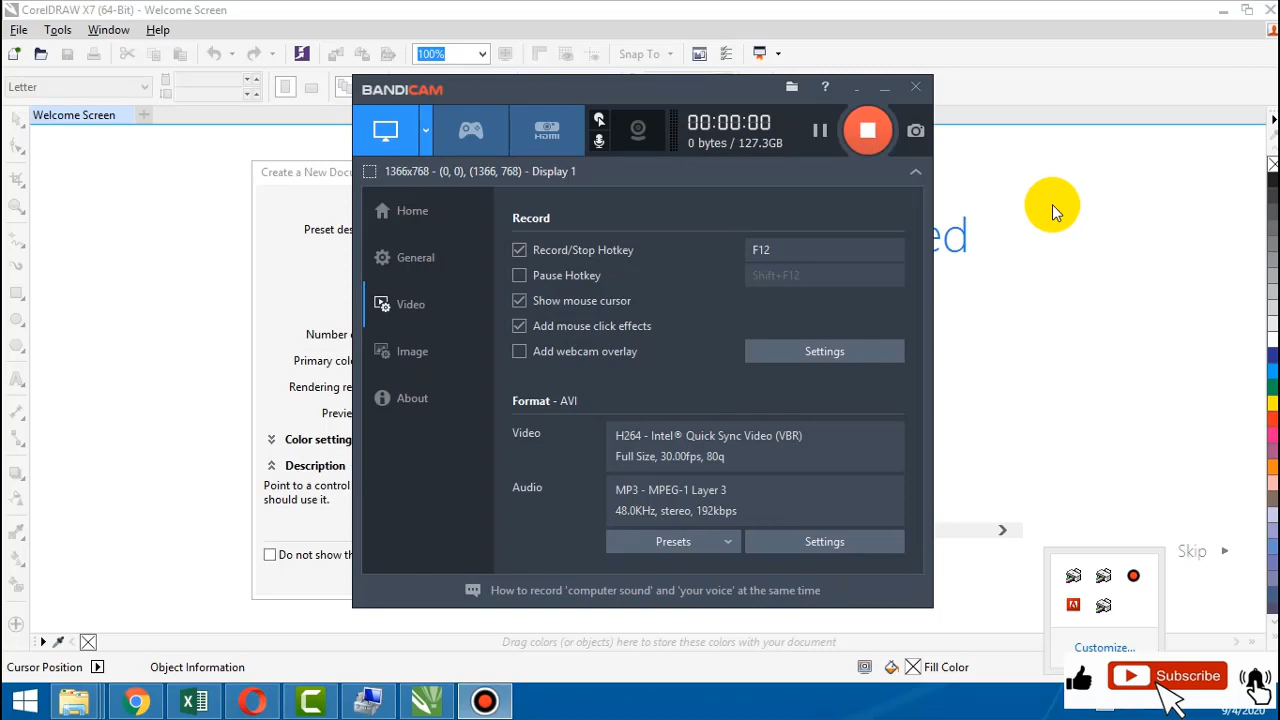 CorelDRAW X7 (64-Bit) - Welcome Screen
File Tools Window Help
100%
Snap To
Letter
Welcome Screen
BANDICAM
HDMI
00:00:00
0 bytes / 127.3GB
1366x768 - (0, 0), (1366, 768) - Display 1
Create a New Docu
Preset des
Number o
Primary colo
Rendering re
Previe
Color setting
Description
Point to a control
should use it.
Do not show th
Home
General
Video
Image
About
Record
Record/Stop Hotkey F12
Pause Hotkey Shift+F12
Show mouse cursor
Add mouse click effects
Add webcam overlay Settings
Format - AVI
Video
H264 - Intel® Quick Sync Video (VBR)
Full Size, 30.00fps, 80q
Audio
MP3 - MPEG-1 Layer 3
48.0KHz, stereo, 192kbps
Presets Settings
How to record 'computer sound' and 'your voice' at the same time
ed
Skip
Customize...
Drag colors (or objects) here to store these colors with your document
Cursor Position Object Information Fill Color
Subscribe
9/4/2020